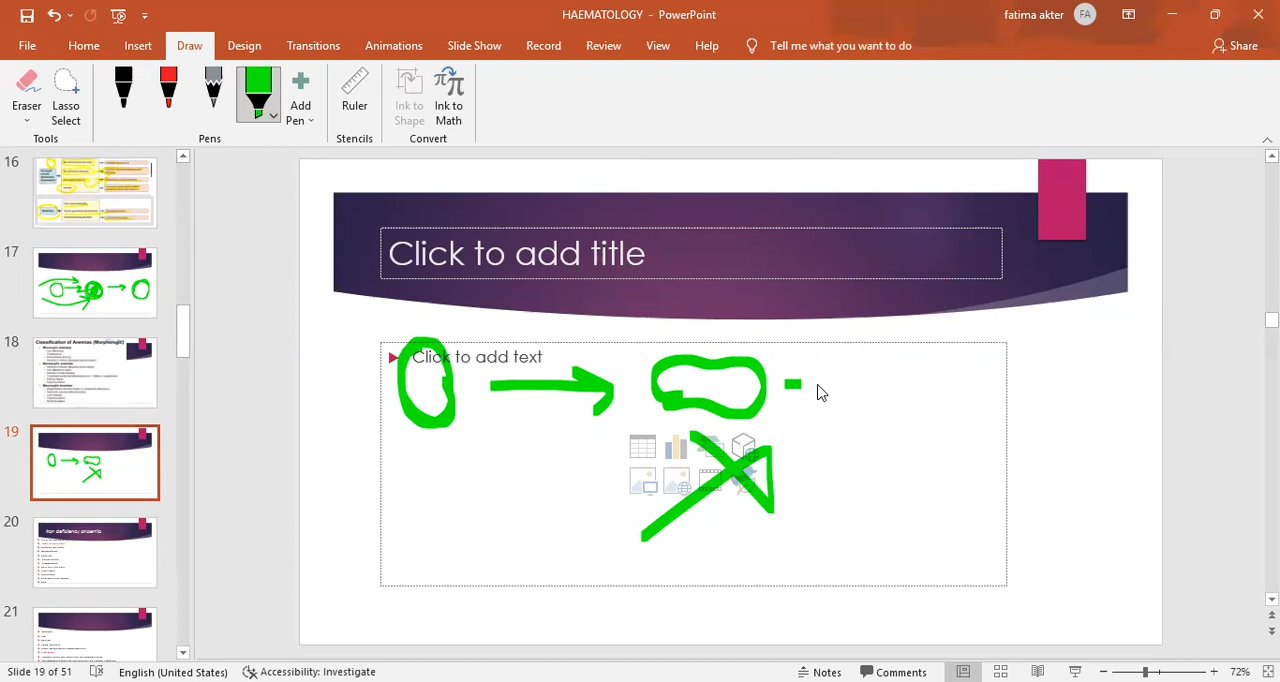 HAEMATOLOGY - PowerPoint
fatima akter FA
File Home Insert Draw Design Transitions Animations Slide Show Record Review View Help Tell me what you want to do Share
Eraser Lasso Select
Add Pen
Ruler
Ink to Shape
Ink to Math
Tools Pens Stencils Convert
16
17
18
Classification of Anemias (Morphologic)
19
20
Iron deficiency anaemia
21
Click to add title
Click to add text
Slide 19 of 51 English (United States) Accessibility: Investigate Notes Comments 72%